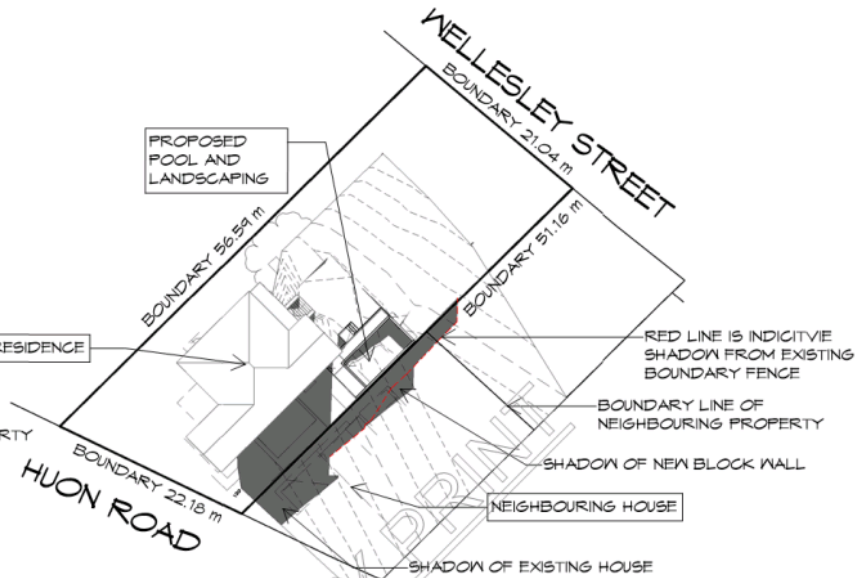 WELLESLEY STREET
BOUNDARY 21.04 m
PROPOSED
POOL AND
LANDSCAPING
BOUNDARY 56.59 m
BOUNDARY 51.16 m
RESIDENCE
RED LINE IS INDICITVIE
SHADOW FROM EXISTING
BOUNDARY FENCE
BOUNDARY LINE OF
NEIGHBOURING PROPERTY
RTY
BOUNDARY 22.18 m
HUON ROAD
SHADOW OF NEW BLOCK WALL
NEIGHBOURING HOUSE
PRINT
SHADOW OF EXISTING HOUSE